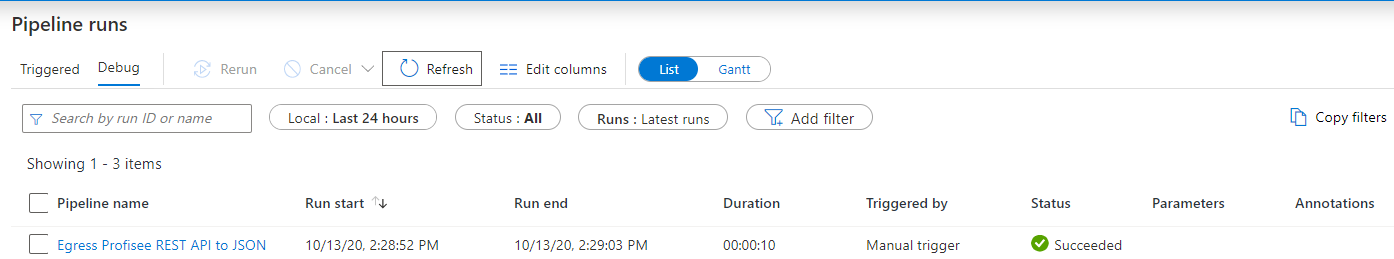 Pipeline runs
Triggered Debug Rerun Cancel Refresh Edit columns List Gantt
Search by run ID or name Local : Last 24 hours Status : All Runs : Latest runs Add filter Copy filters
Showing 1 - 3 items
Pipeline name Run start Run end Duration Triggered by Status Parameters Annotations
Egress Profisee REST API to JSON 10/13/20, 2:28:52 PM 10/13/20, 2:29:03 PM 00:00:10 Manual trigger Succeeded